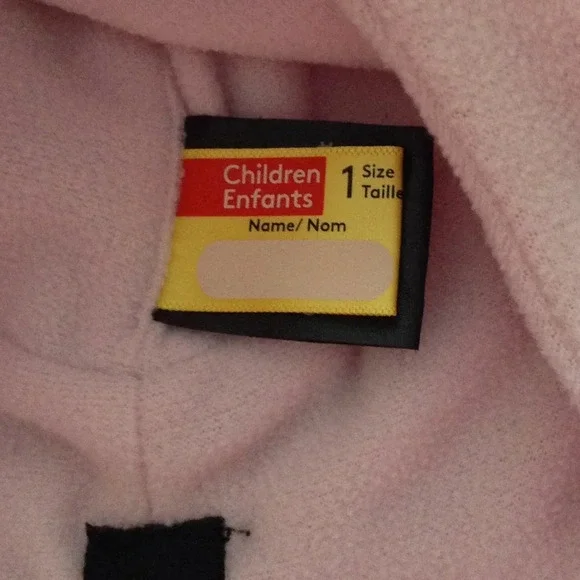 Children
Enfants
1 Size
Taille
Name/ Nom